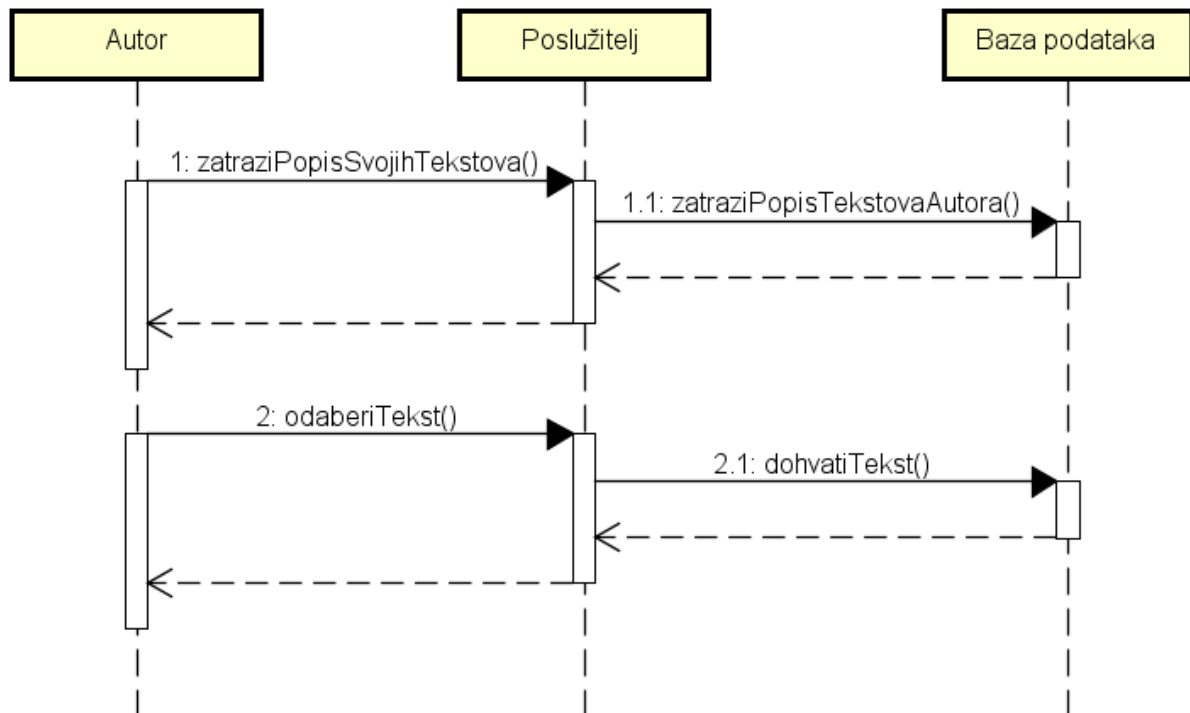 Autor
Poslužitelj
Baza podataka
1: zatraziPopisSvojihTekstova()
1.1: zatraziPopisTekstovaAutora()
2: odaberiTekst()
2.1: dohvatiTekst()